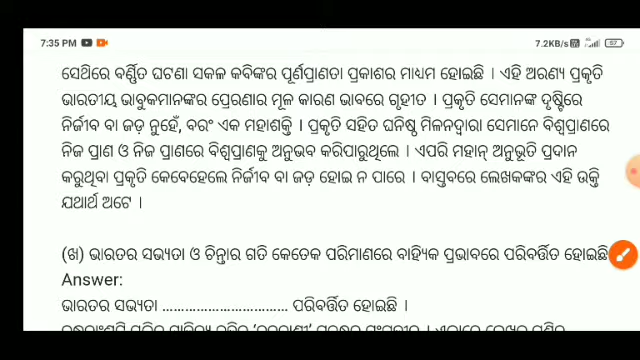 7:35 PM
7.2KB/s
57
ସେଥିରେ ବର୍ଣ୍ଣିତ ଘଟଣା ସକଳ କବିଙ୍କର ପୂର୍ଣପ୍ରାଣତା ପ୍ରକାଶର ମାଧ୍ୟମ ହୋଇଛି । ଏହି ଅରଣ୍ୟ ପ୍ରକୃତି
ଭାରତୀୟ ଭାବୁକମାନଙ୍କର ପ୍ରେରଣାର ମୂଳ କାରଣ ଭାବରେ ଗୃହୀତ । ପ୍ରକୃତି ସେମାନଙ୍କ ଦୃଷ୍ଟିରେ
ନିର୍ଜୀବ ବା ଜଡ଼ ନୁହେଁ, ବରଂ ଏକ ମହାଶକ୍ତି । ପ୍ରକୃତି ସହିତ ଘନିଷ୍ଠ ମିଳନଦ୍ୱାରା ସେମାନେ ବିଶ୍ୱପ୍ରାଣରେ
ନିଜ ପ୍ରାଣ ଓ ନିଜ ପ୍ରାଣରେ ବିଶ୍ୱପ୍ରାଣକୁ ଅନୁଭବ କରିପାରୁଥିଲେ । ଏପରି ମହାନ୍ ଅନୁଭୂତି ପ୍ରଦାନ
କରୁଥିବା ପ୍ରକୃତି କେବେହେଲେ ନିର୍ଜୀବ ବା ଜଡ଼ ହୋଇ ନ ପାରେ । ବାସ୍ତବରେ ଲେଖକଙ୍କର ଏହି ଉକ୍ତି
ଯଥାର୍ଥ ଅଟେ ।
(ଖ) ଭାରତର ସଭ୍ୟତା ଓ ଚିନ୍ତାର ଗତି କେତେକ ପରିମାଣରେ ବାହ୍ୟିକ ପ୍ରଭାବରେ ପରିବର୍ତ୍ତିତ ହୋଇଛି
Answer:
ଭାରତର ସଭ୍ୟତା ................................. ପରିବର୍ତ୍ତିତ ହୋଇଛି ।